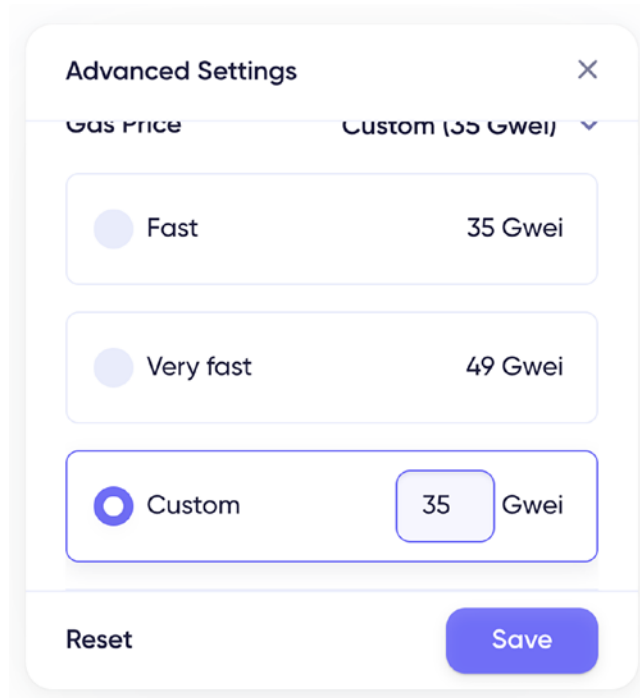 Advanced Settings
Gas Price Custom (35 Gwei)
Fast 35 Gwei
Very fast 49 Gwei
Custom 35 Gwei
Reset Save